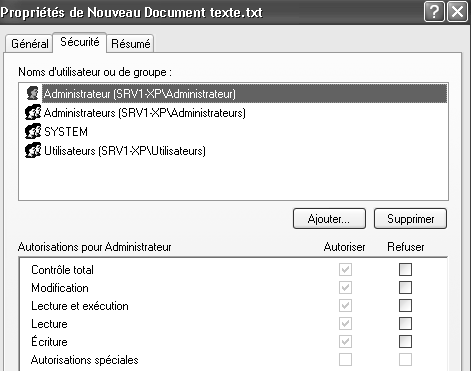 Propriétés de Nouveau Document texte.txt
Général Sécurité Résumé
Noms d'utilisateur ou de groupe :
Administrateur (SRV1-XP\Administrateur)
Administrateurs (SRV1-XP\Administrateurs)
SYSTEM
Utilisateurs (SRV1-XP\Utilisateurs)
Ajouter... Supprimer
Autorisations pour Administrateur Autoriser Refuser
Contrôle total
Modification
Lecture et exécution
Lecture
Écriture
Autorisations spéciales